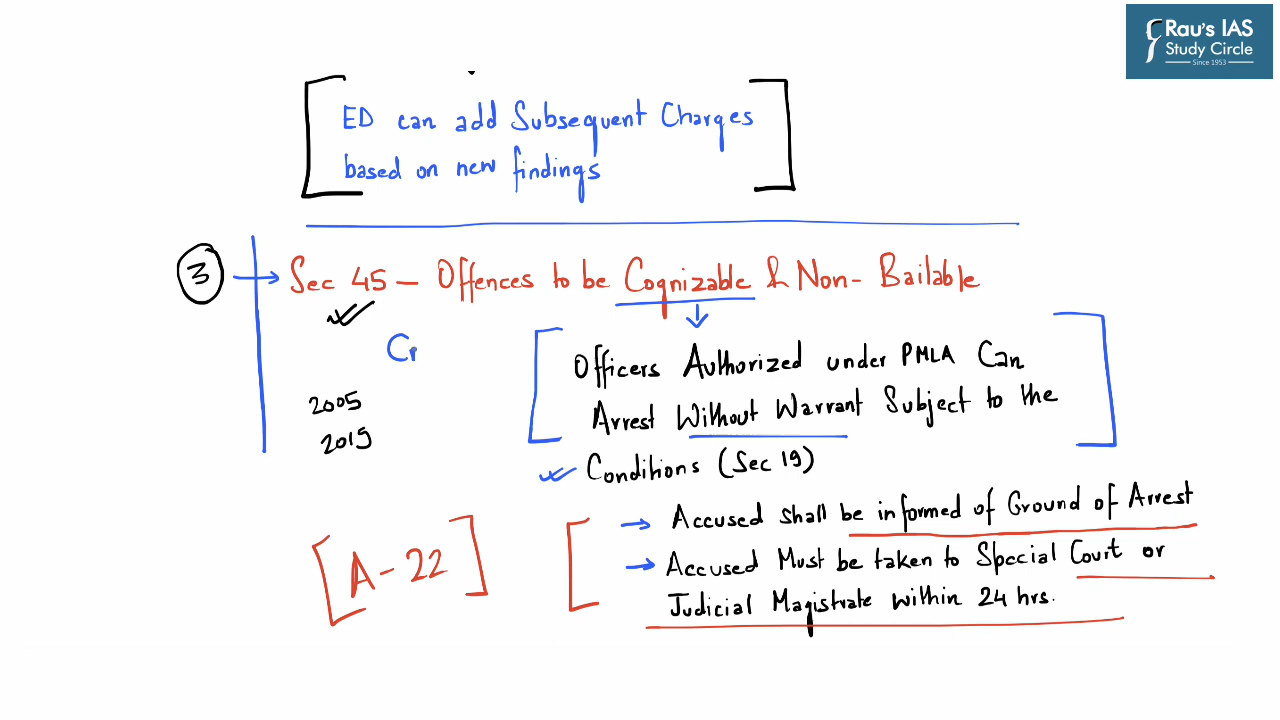 Rau's IAS
Study Circle
Since 1953
ED can add Subsequent Charges
based on new findings
3
Sec 45 – Offences to be Cognizable & Non-Bailable
Cr
Officers Authorized under PMLA Can
Arrest Without Warrant Subject to the
2005
2019
Conditions (Sec 19)
Accused shall be informed of Ground of Arrest
A-22
Accused Must be taken to Special Court or
Judicial Magistrate within 24 hrs.